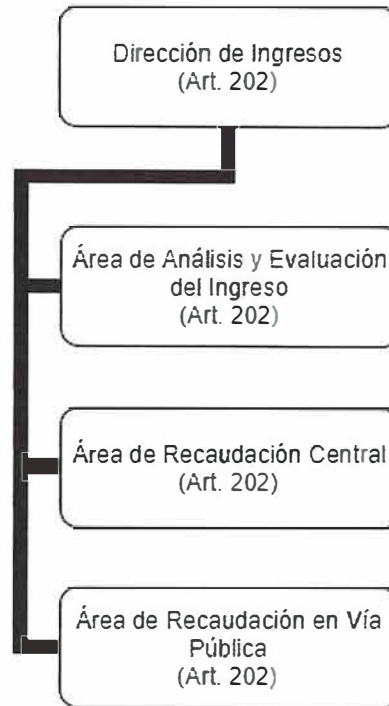 Dirección de Ingresos
(Art. 202)
Área de Análisis y Evaluación
del Ingreso
(Art. 202)
Área de Recaudación Central
(Art. 202)
Área de Recaudación en Vía
Pública
(Art. 202)